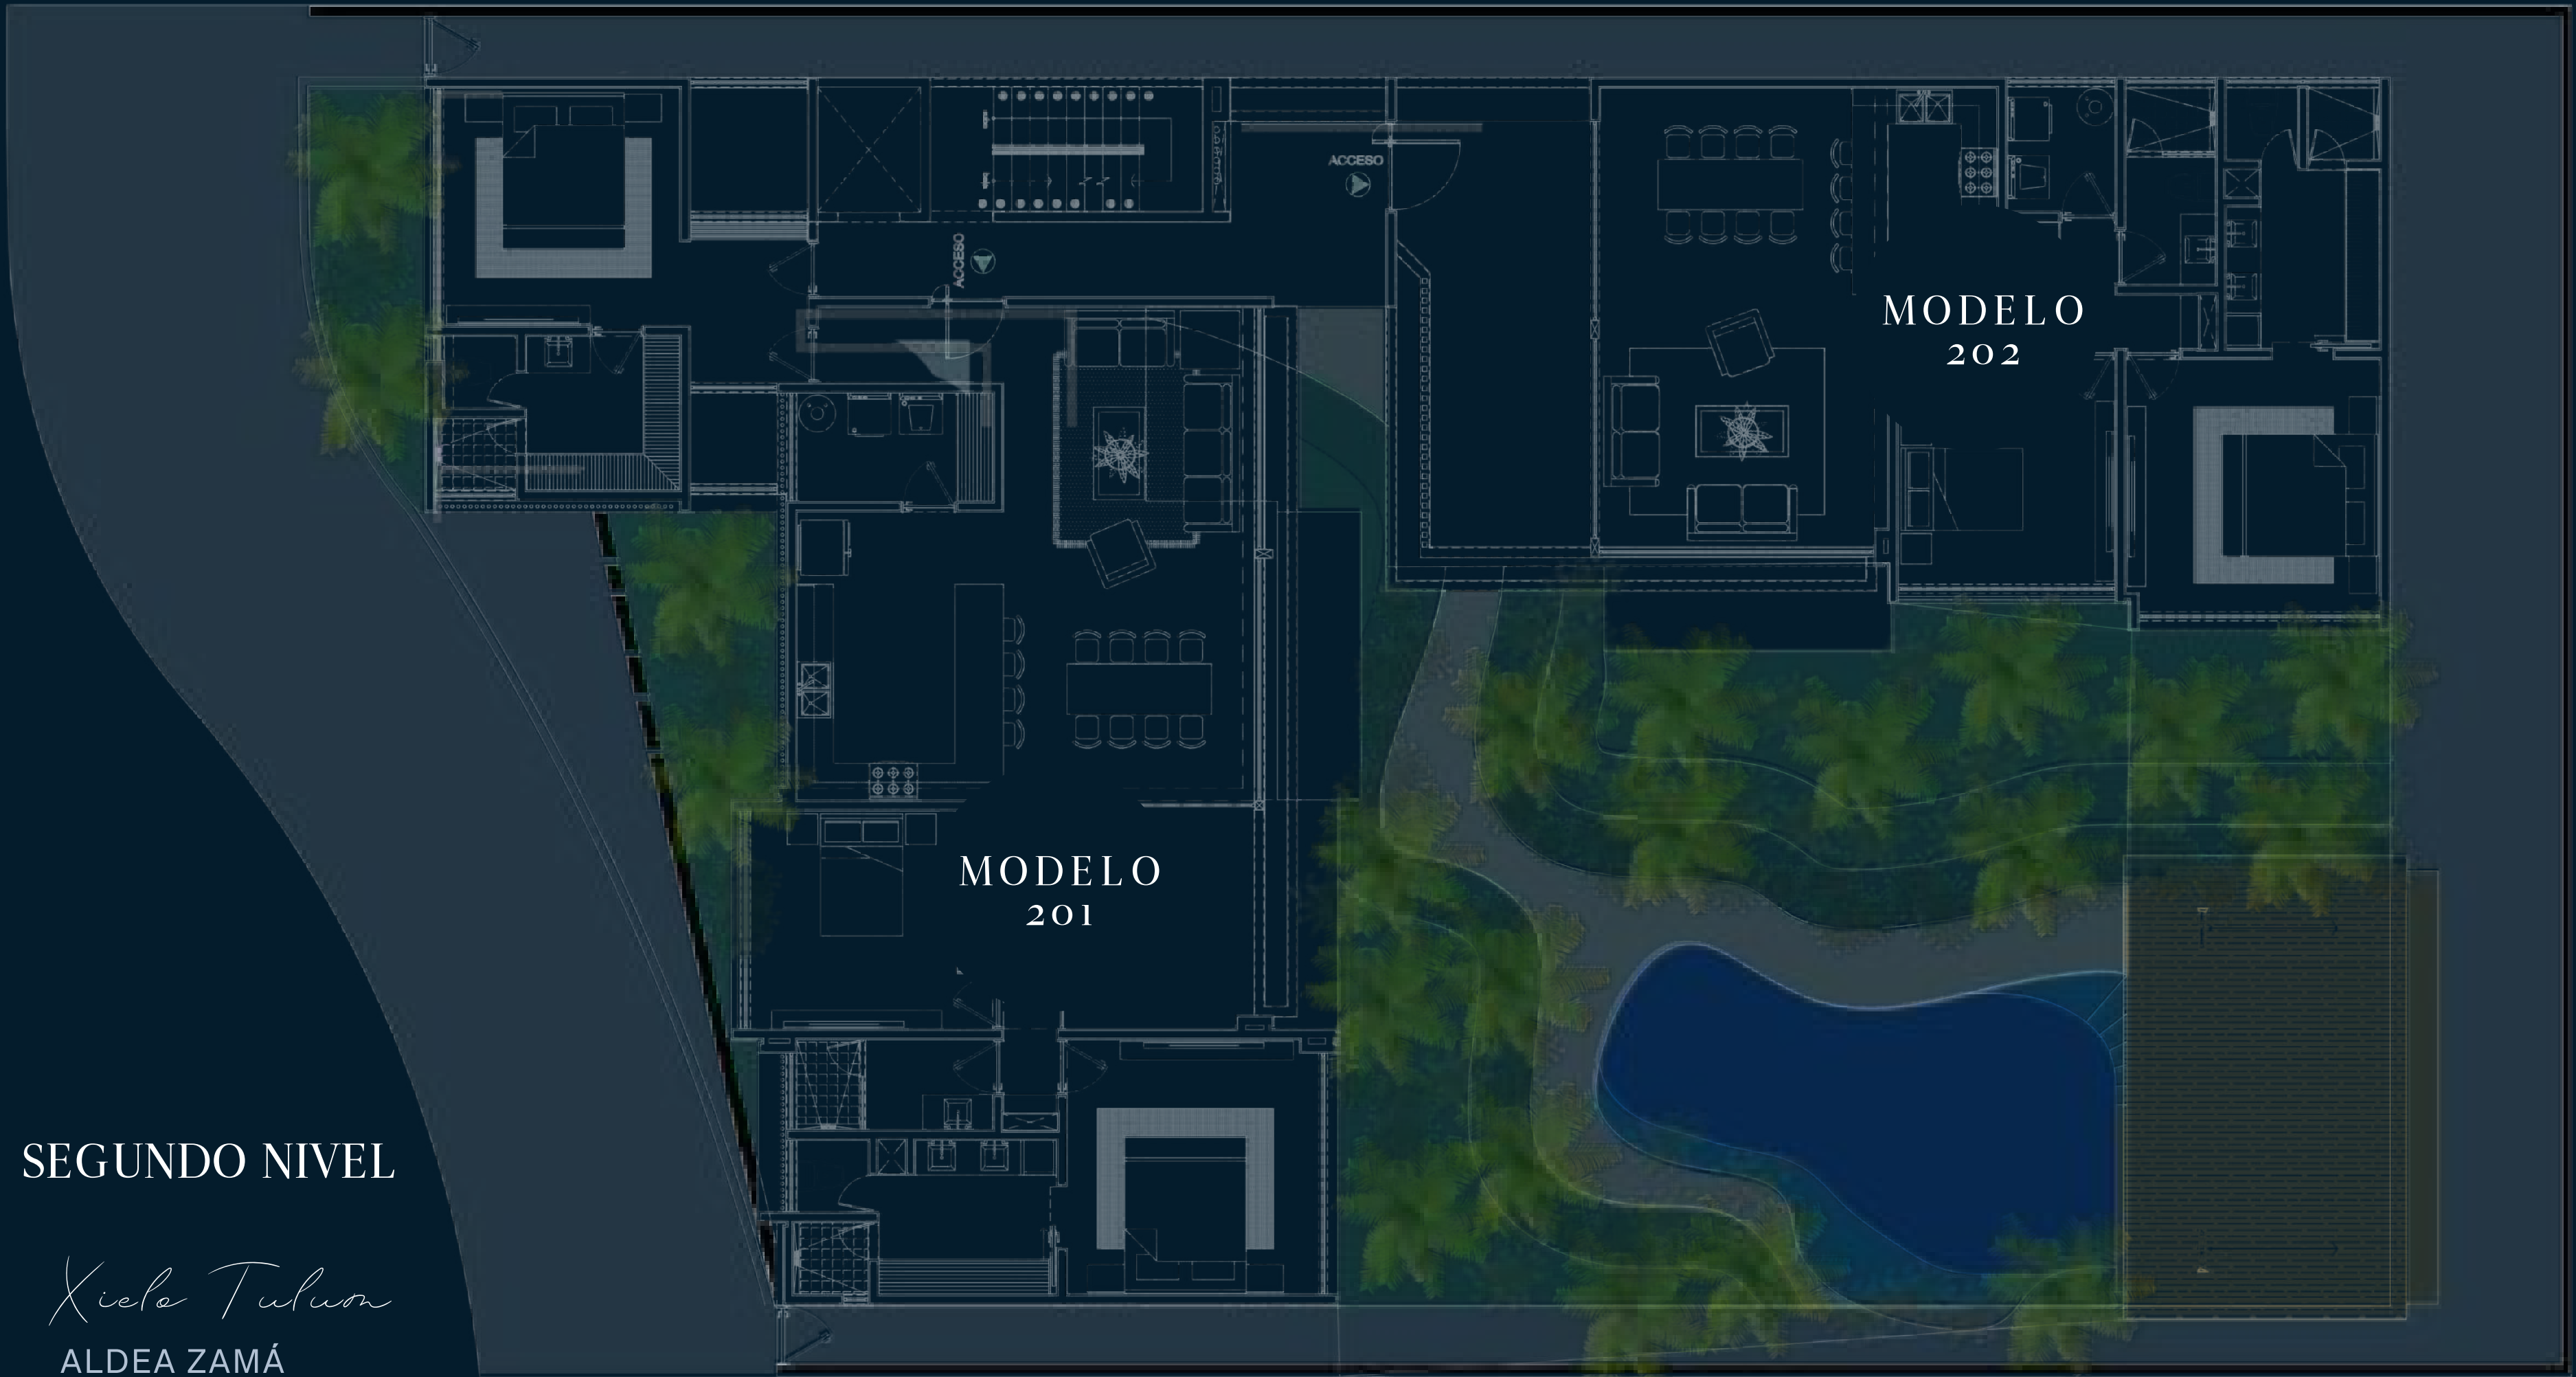 ACCESO
ACCESO
MODELO
202
MODELO
201
SEGUNDO NIVEL
Xielo Tulum
ALDEA ZAMÁ